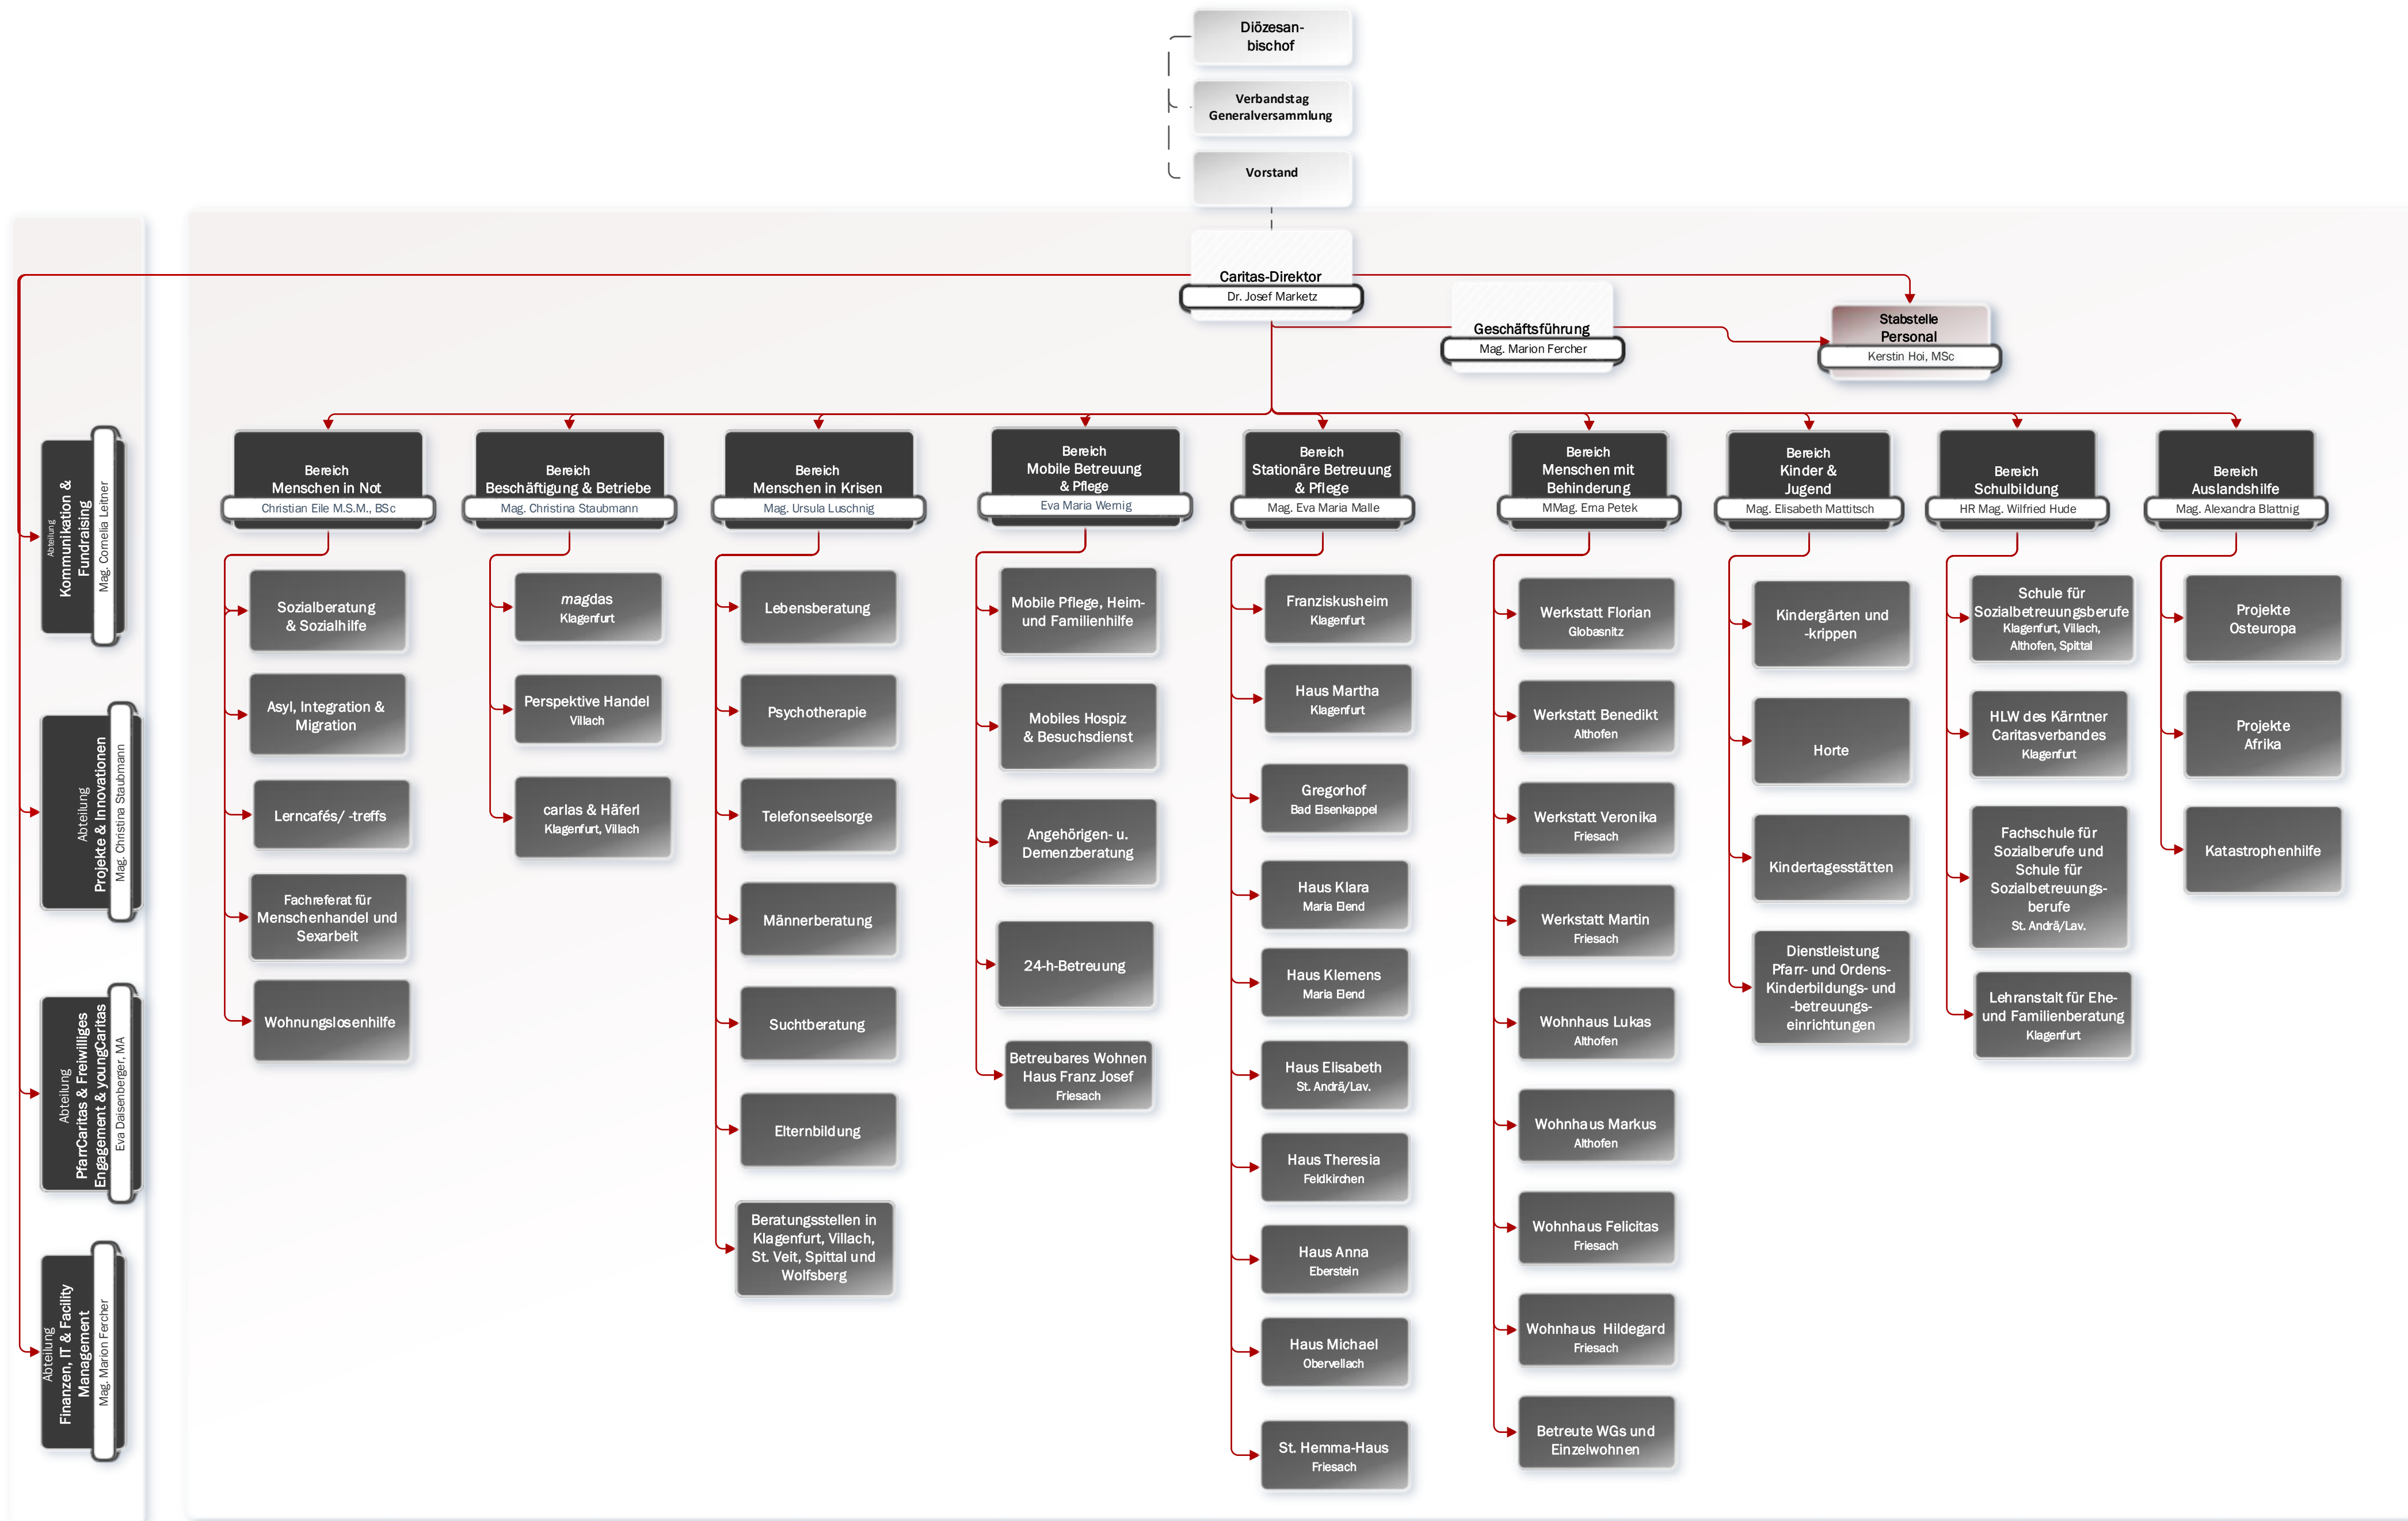 Diözesan-
bischof
Verbandstag
Generalversammlung
Vorstand
Caritas-Direktor
Dr. Josef Marketz
Geschäftsführung
Mag. Marion Fercher
Stabstelle
Personal
Kerstin Hoi, MSc
Abteilung
Kommunikation &
Fundraising
Mag. Cornelia Leitner
Abteilung
Projekte & Innovationen
Mag. Christina Staubmann
Abteilung
PfarrCaritas & Freiwilliges
Engagement & youngCaritas
Eva Daisenberger, MA
Abteilung
Finanzen, IT & Facility
Management
Mag. Marion Fercher
Bereich
Menschen in Not
Christian Eile M.S.M., BSc
Sozialberatung
& Sozialhilfe
Asyl, Integration &
Migration
Lerncafés/ -treffs
Fachreferat für
Menschenhandel und
Sexarbeit
Wohnungslosenhilfe
Bereich
Beschäftigung & Betriebe
Mag. Christina Staubmann
magdas
Klagenfurt
Perspektive Handel
Villach
carlas & Häferl
Klagenfurt, Villach
Bereich
Menschen in Krisen
Mag. Ursula Luschnig
Lebensberatung
Psychotherapie
Telefonseelsorge
Männerberatung
Suchtberatung
Elternbildung
Beratungsstellen in
Klagenfurt, Villach,
St. Veit, Spittal und
Wolfsberg
Bereich
Mobile Betreuung
& Pflege
Eva Maria Wernig
Mobile Pflege, Heim-
und Familienhilfe
Mobiles Hospiz
& Besuchsdienst
Angehörigen- u.
Demenzberatung
24-h-Betreuung
Betreubares Wohnen
Haus Franz Josef
Friesach
Bereich
Stationäre Betreuung
& Pflege
Mag. Eva Maria Malle
Franziskusheim
Klagenfurt
Haus Martha
Klagenfurt
Gregorhof
Bad Eisenkappel
Haus Klara
Maria Elend
Haus Klemens
Maria Elend
Haus Elisabeth
St. Andrä/Lav.
Haus Theresia
Feldkirchen
Haus Anna
Eberstein
Haus Michael
Obervellach
St. Hemma-Haus
Friesach
Bereich
Menschen mit
Behinderung
MMag. Erna Petek
Werkstatt Florian
Globasnitz
Werkstatt Benedikt
Althofen
Werkstatt Veronika
Friesach
Werkstatt Martin
Friesach
Wohnhaus Lukas
Althofen
Wohnhaus Markus
Althofen
Wohnhaus Felicitas
Friesach
Wohnhaus Hildegard
Friesach
Betreute WGs und
Einzelwohnen
Bereich
Kinder &
Jugend
Mag. Elisabeth Mattitsch
Kindergärten und
-krippen
Horte
Kindertagesstätten
Dienstleistung
Pfarr- und Ordens-
Kinderbildungs- und
-betreuungs-
einrichtungen
Bereich
Schulbildung
HR Mag. Wilfried Hude
Schule für
Sozialbetreuungsberufe
Klagenfurt, Villach,
Althofen, Spittal
HLW des Kärntner
Caritasverbandes
Klagenfurt
Fachschule für
Sozialberufe und
Schule für
Sozialbetreuungs-
berufe
St. Andrä/Lav.
Lehranstalt für Ehe-
und Familienberatung
Klagenfurt
Bereich
Auslandshilfe
Mag. Alexandra Blattnig
Projekte
Osteuropa
Projekte
Afrika
Katastrophenhilfe